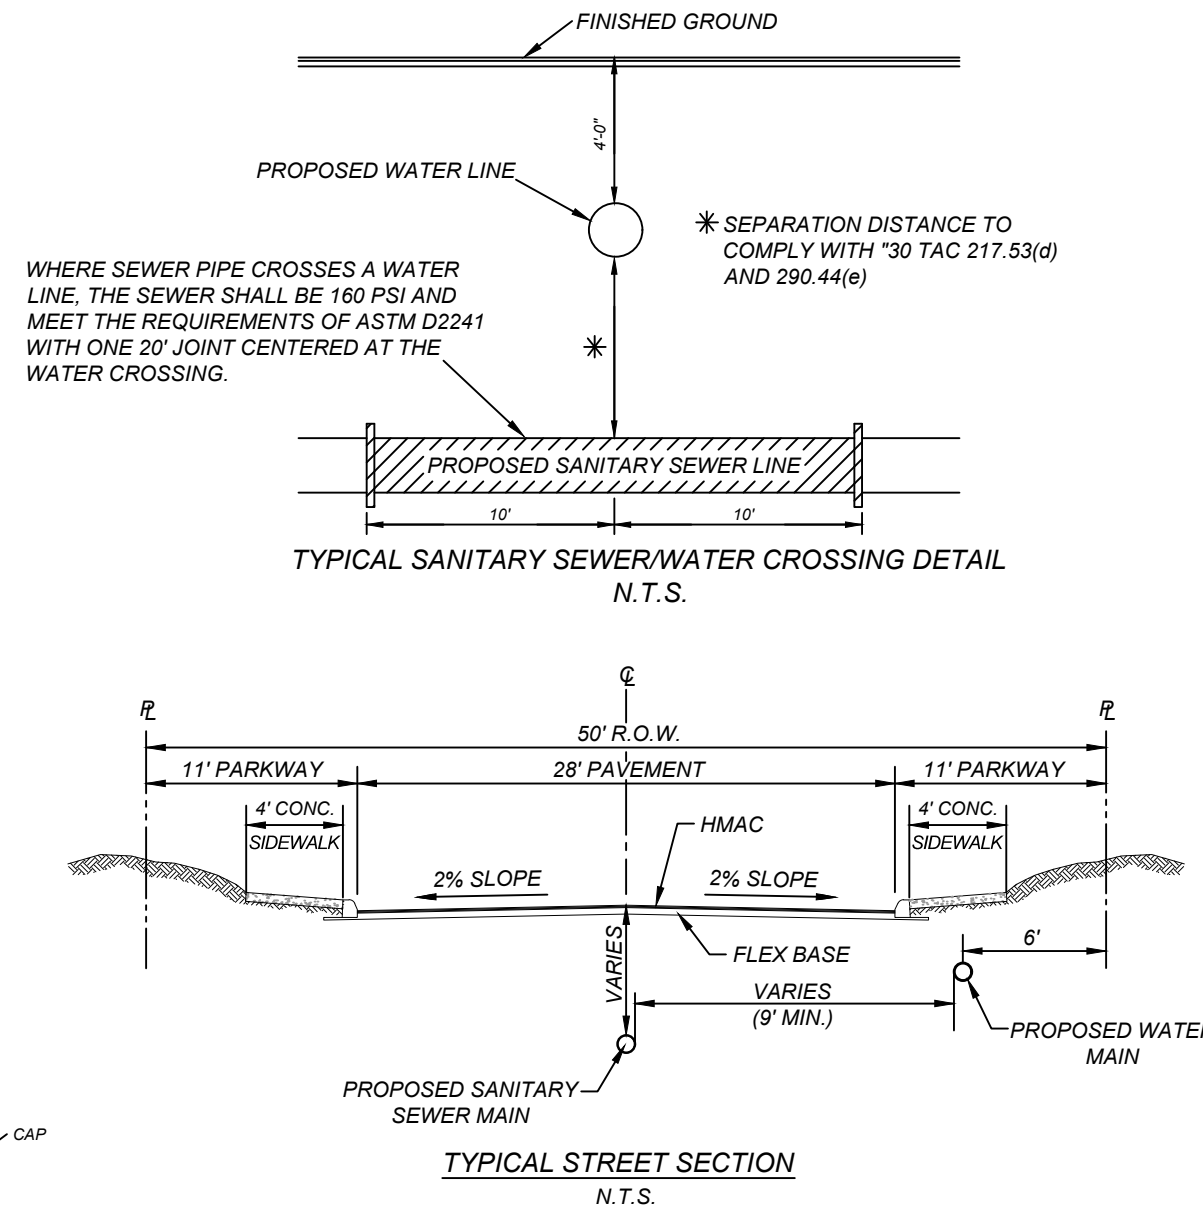 FINISHED GROUND
4'-0"
PROPOSED WATER LINE
* SEPARATION DISTANCE TO
COMPLY WITH "30 TAC 217.53(d)
AND 290.44(e)
WHERE SEWER PIPE CROSSES A WATER
LINE, THE SEWER SHALL BE 160 PSI AND
MEET THE REQUIREMENTS OF ASTM D2241
WITH ONE 20' JOINT CENTERED AT THE
WATER CROSSING.
*
PROPOSED SANITARY SEWER LINE
10'
10'
TYPICAL SANITARY SEWER/WATER CROSSING DETAIL
N.T.S.
℄
PL
PL
50' R.O.W.
11' PARKWAY
28' PAVEMENT
11' PARKWAY
4' CONC.
SIDEWALK
HMAC
4' CONC.
SIDEWALK
2% SLOPE
2% SLOPE
FLEX BASE
6'
VARIES
VARIES
(9' MIN.)
PROPOSED WATER
MAIN
PROPOSED SANITARY
SEWER MAIN
CAP
TYPICAL STREET SECTION
N.T.S.